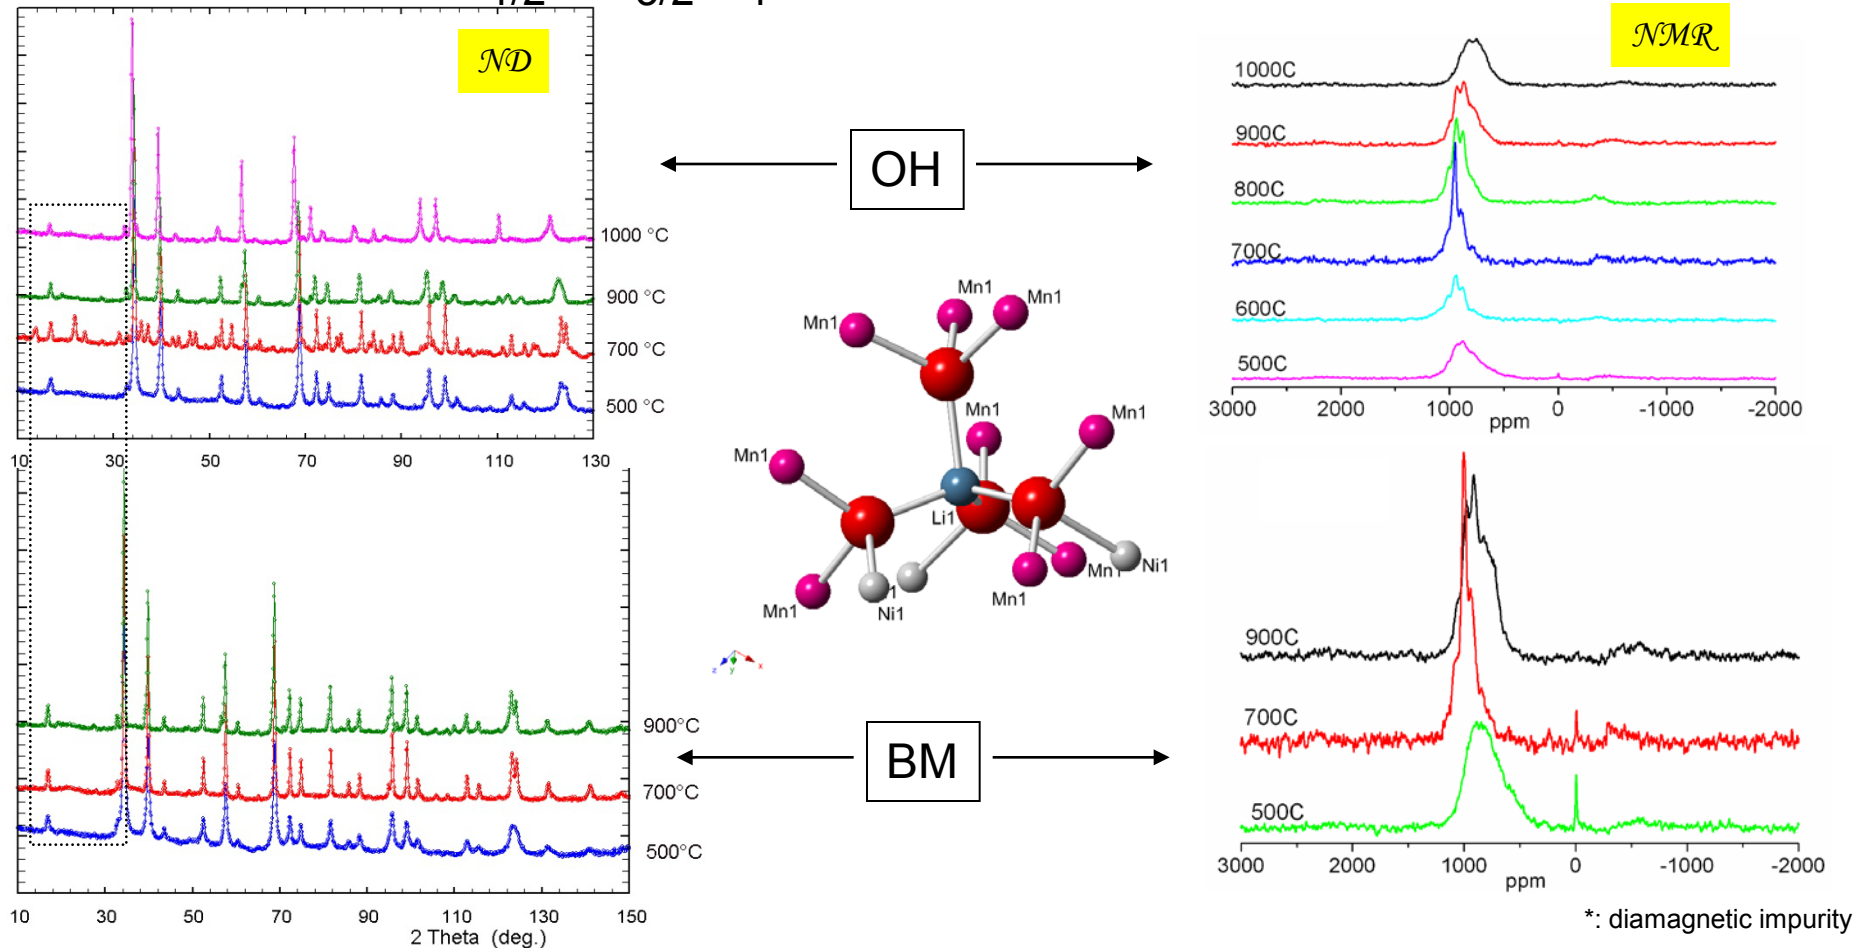 ND
1000 °C
900 °C
700 °C
500 °C
10 30 50 70 90 110 130
900°C
700°C
500°C
10 30 50 70 90 110 130 150
2 Theta (deg.)
OH
Mn1
Mn1
Mn1
Mn1
Mn1
Mn1
Li1
Mn1
Ni1
Mn1
Ni1
Mn1
z y x
BM
NMR
1000C
900C
800C
700C
600C
500C
3000 2000 1000 0 -1000 -2000
ppm
900C
700C
500C
3000 2000 1000 0 -1000 -2000
ppm
*: diamagnetic impurity